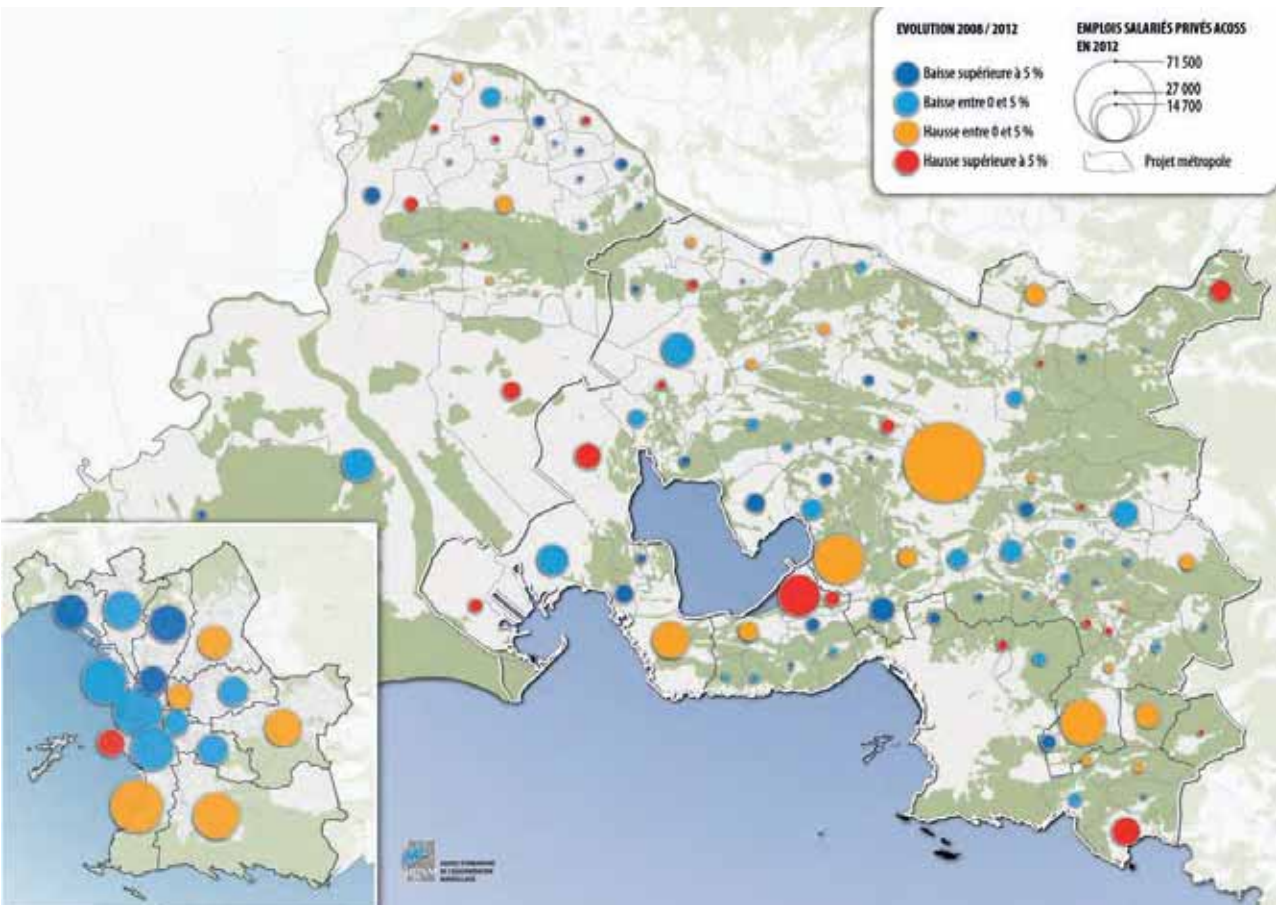 EVOLUTION 2008 / 2012
Baisse supérieure à 5 %
Baisse entre 0 et 5 %
Hausse entre 0 et 5 %
Hausse supérieure à 5 %
EMPLOIS SALARIÉS PRIVÉS ACOSS
EN 2012
71 500
27 000
14 700
Projet métropole